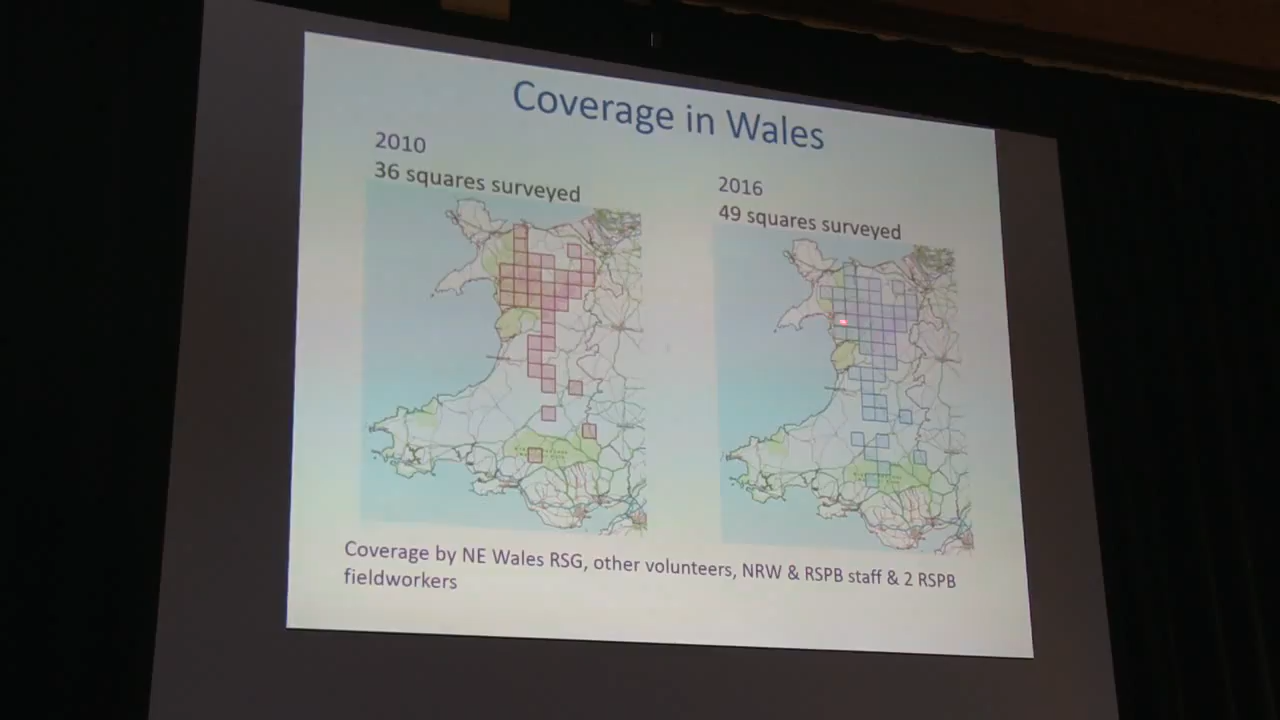 Coverage in Wales
2010
36 squares surveyed
2016
49 squares surveyed
Coverage by NE Wales RSG, other volunteers, NRW & RSPB staff & 2 RSPB
fieldworkers